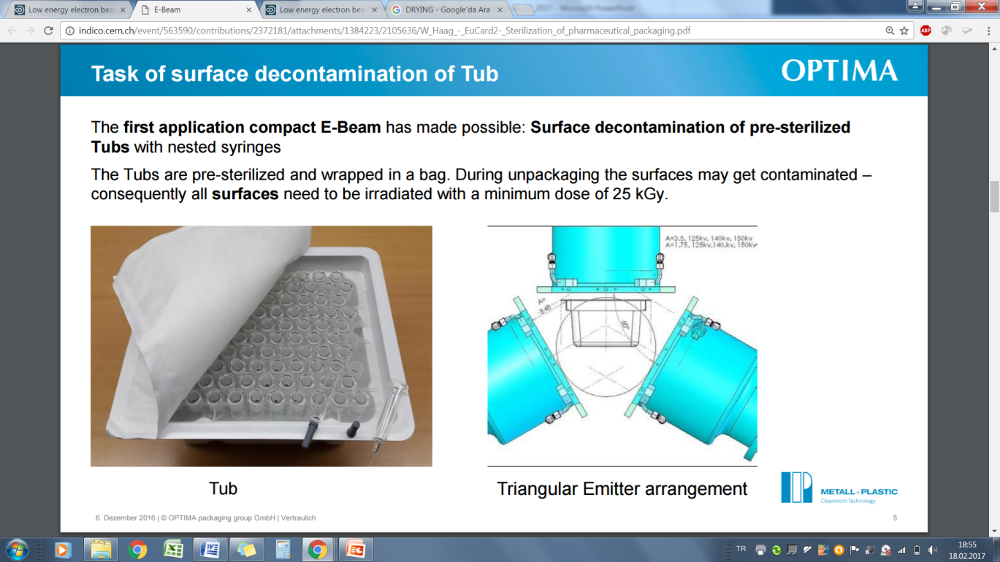 Low energy electron bea
E-Beam
Low energy electron bea
DRYİNG - Google'da Ara
Microsoft PowerPoint
indico.cern.ch/event/563590/contributions/2372181/attachments/1384223/2105636/W_Haag_-_EuCard2-_Sterilization_of_pharmaceutical_packaging.pdf
ABP
Task of surface decontamination of Tub
OPTIMA
The first application compact E-Beam has made possible: Surface decontamination of pre-sterilized
Tubs with nested syringes
The Tubs are pre-sterilized and wrapped in a bag. During unpackaging the surfaces may get contaminated –
consequently all surfaces need to be irradiated with a minimum dose of 25 kGy.
A=3.5, 125kv, 140kv, 150kv
A=1.75, 125kv,140,kv, 150kv
A=
60°
Tub
Triangular Emitter arrangement
METALL+PLASTIC
Cleanroom Technology
6. Dezember 2016 | © OPTIMA packaging group GmbH | Vertraulich
5
TR
18:55
18.02.2017